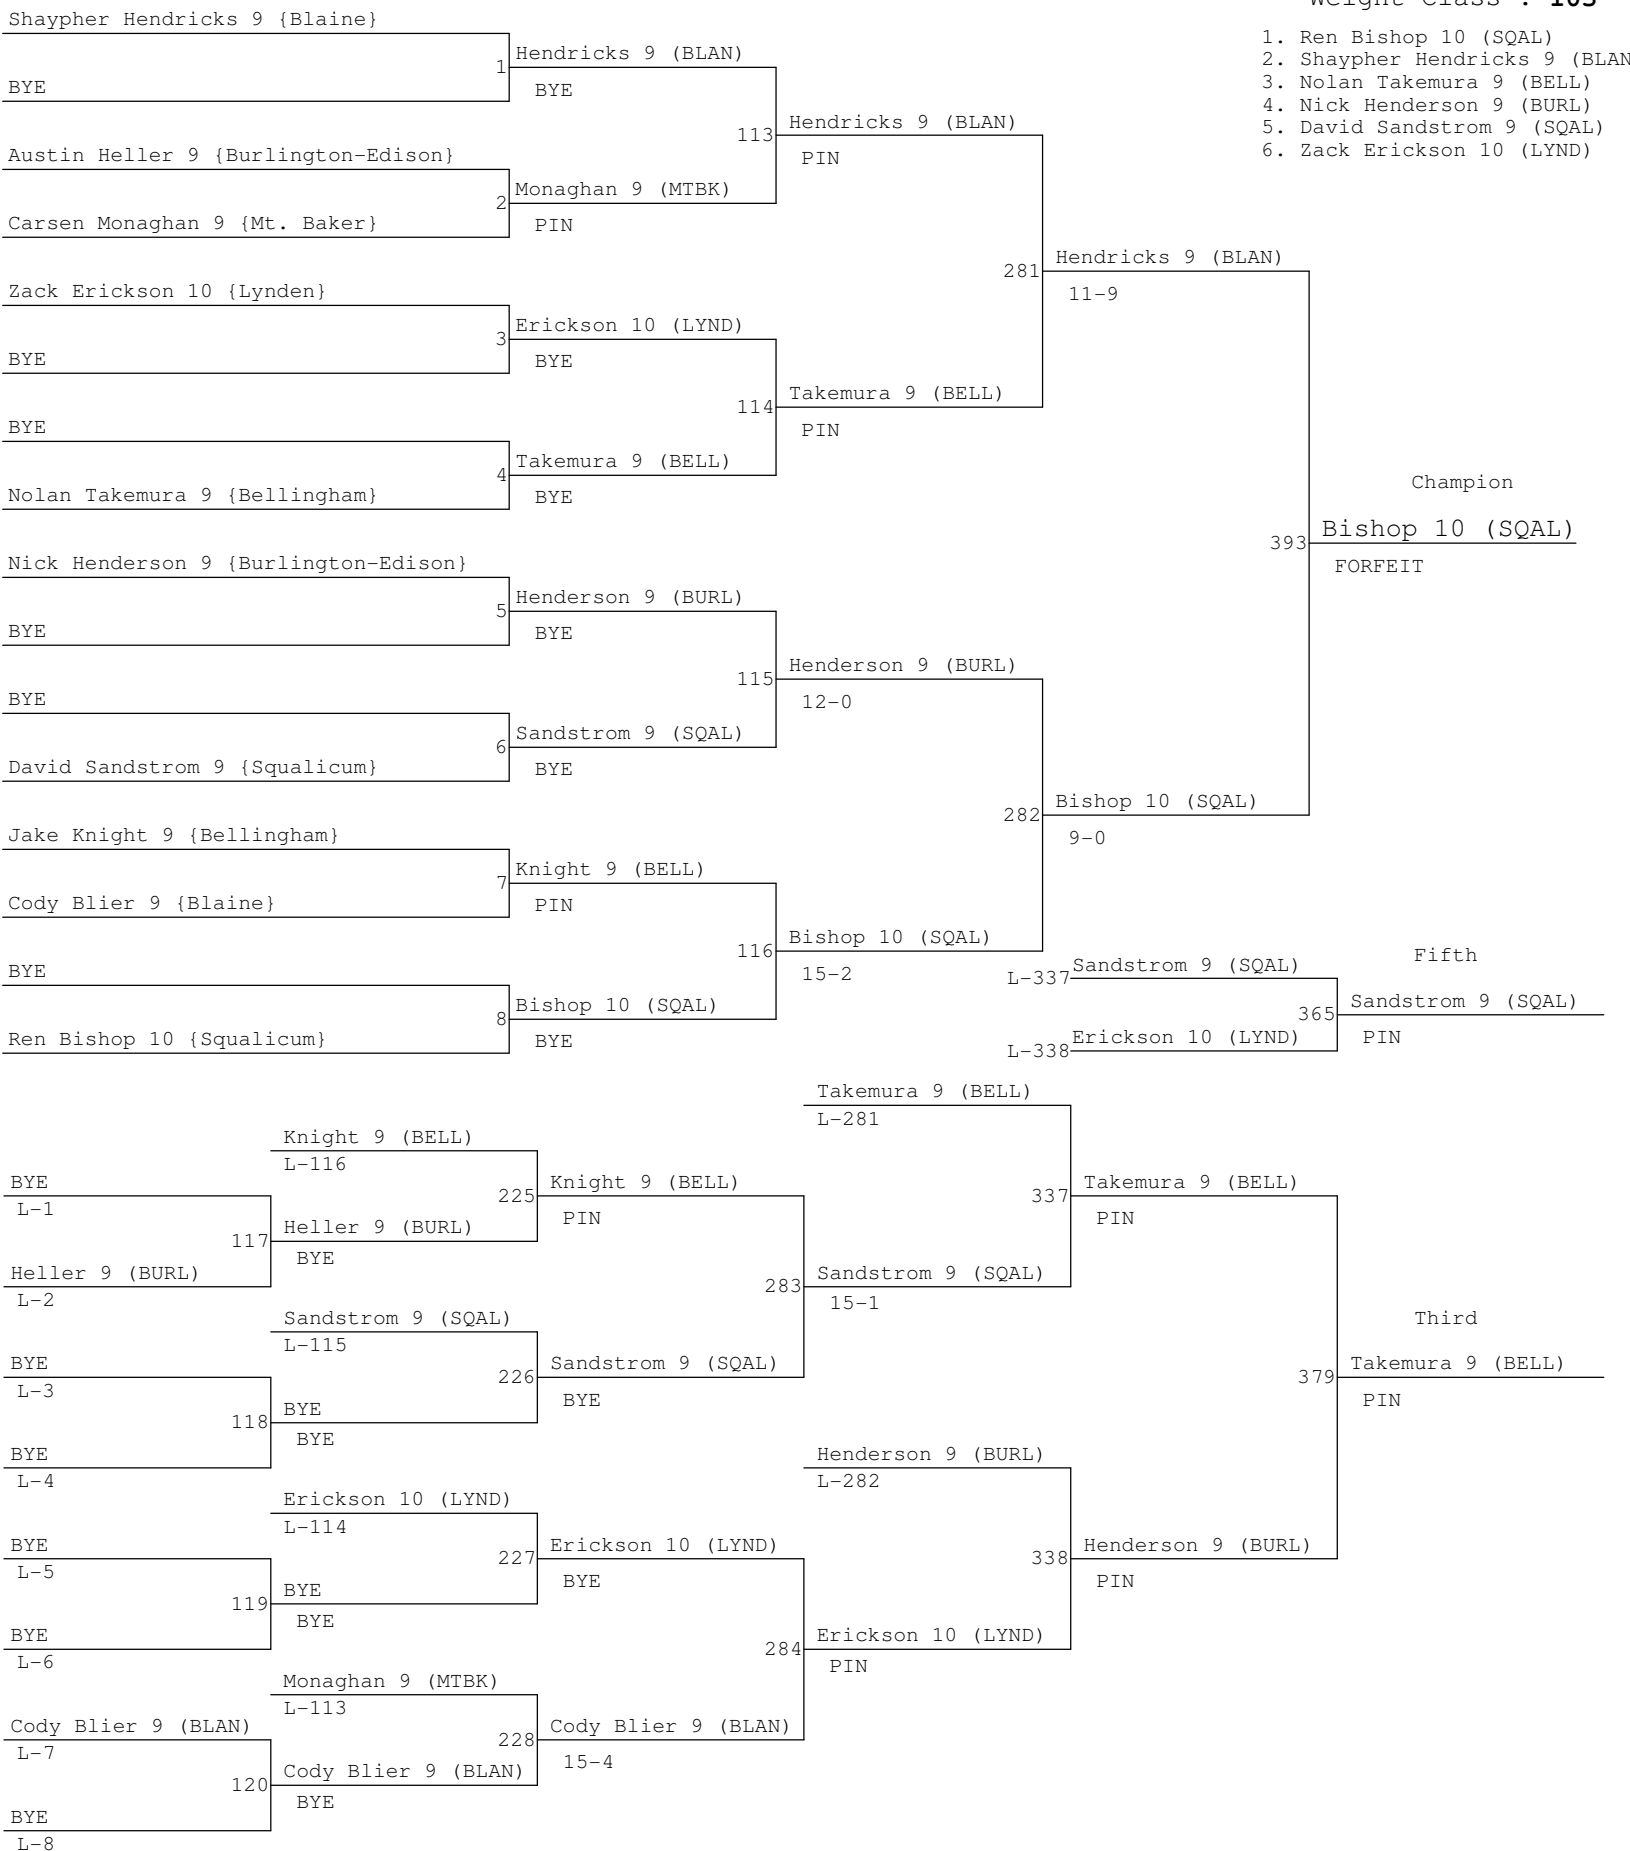 Weight Class : 103
1. Ren Bishop 10 (SQAL)
2. Shaypher Hendricks 9 (BLAN
3. Nolan Takemura 9 (BELL)
4. Nick Henderson 9 (BURL)
5. David Sandstrom 9 (SQAL)
6. Zack Erickson 10 (LYND)
Shaypher Hendricks 9 {Blaine}
1 Hendricks 9 (BLAN)
BYE
BYE
113 Hendricks 9 (BLAN)
PIN
Austin Heller 9 {Burlington-Edison}
2 Monaghan 9 (MTBK)
PIN
Carsen Monaghan 9 {Mt. Baker}
281 Hendricks 9 (BLAN)
11-9
Zack Erickson 10 {Lynden}
3 Erickson 10 (LYND)
BYE
BYE
114 Takemura 9 (BELL)
PIN
BYE
4 Takemura 9 (BELL)
BYE
Nolan Takemura 9 {Bellingham}
Champion
393 Bishop 10 (SQAL)
FORFEIT
Nick Henderson 9 {Burlington-Edison}
5 Henderson 9 (BURL)
BYE
BYE
115 Henderson 9 (BURL)
12-0
BYE
6 Sandstrom 9 (SQAL)
BYE
David Sandstrom 9 {Squalicum}
282 Bishop 10 (SQAL)
9-0
Jake Knight 9 {Bellingham}
7 Knight 9 (BELL)
PIN
Cody Blier 9 {Blaine}
116 Bishop 10 (SQAL)
15-2
BYE
8 Bishop 10 (SQAL)
BYE
Ren Bishop 10 {Squalicum}
Fifth
L-337 Sandstrom 9 (SQAL)
365 Sandstrom 9 (SQAL)
PIN
L-338 Erickson 10 (LYND)
Takemura 9 (BELL)
L-281
Knight 9 (BELL)
L-116
BYE
L-1
225 Knight 9 (BELL)
PIN
337 Takemura 9 (BELL)
PIN
117 Heller 9 (BURL)
BYE
Heller 9 (BURL)
L-2
283 Sandstrom 9 (SQAL)
15-1
Sandstrom 9 (SQAL)
L-115
Third
BYE
L-3
226 Sandstrom 9 (SQAL)
BYE
379 Takemura 9 (BELL)
PIN
118 BYE
BYE
BYE
L-4
Henderson 9 (BURL)
L-282
Erickson 10 (LYND)
L-114
BYE
L-5
227 Erickson 10 (LYND)
BYE
338 Henderson 9 (BURL)
PIN
119 BYE
BYE
BYE
L-6
284 Erickson 10 (LYND)
PIN
Monaghan 9 (MTBK)
L-113
Cody Blier 9 (BLAN)
L-7
228 Cody Blier 9 (BLAN)
15-4
120 Cody Blier 9 (BLAN)
BYE
BYE
L-8